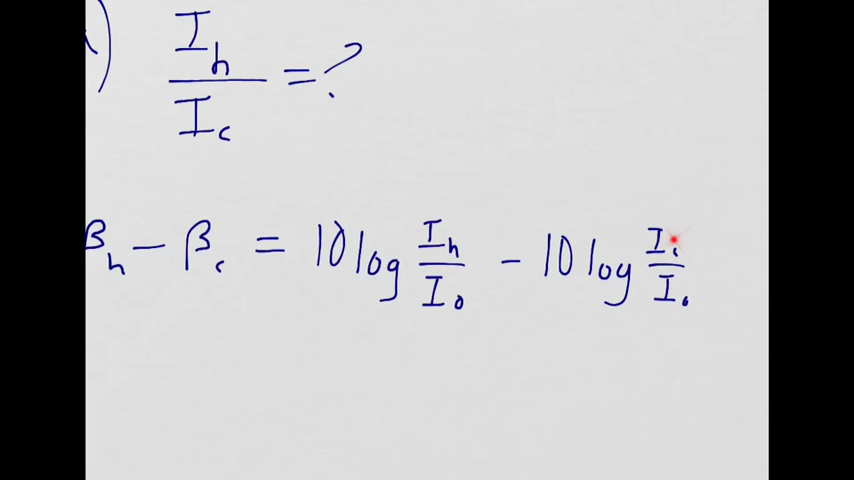 ) I_h / I_c = ?
β_h − β_c = 10 log I_h / I_0 − 10 log I_c / I_0